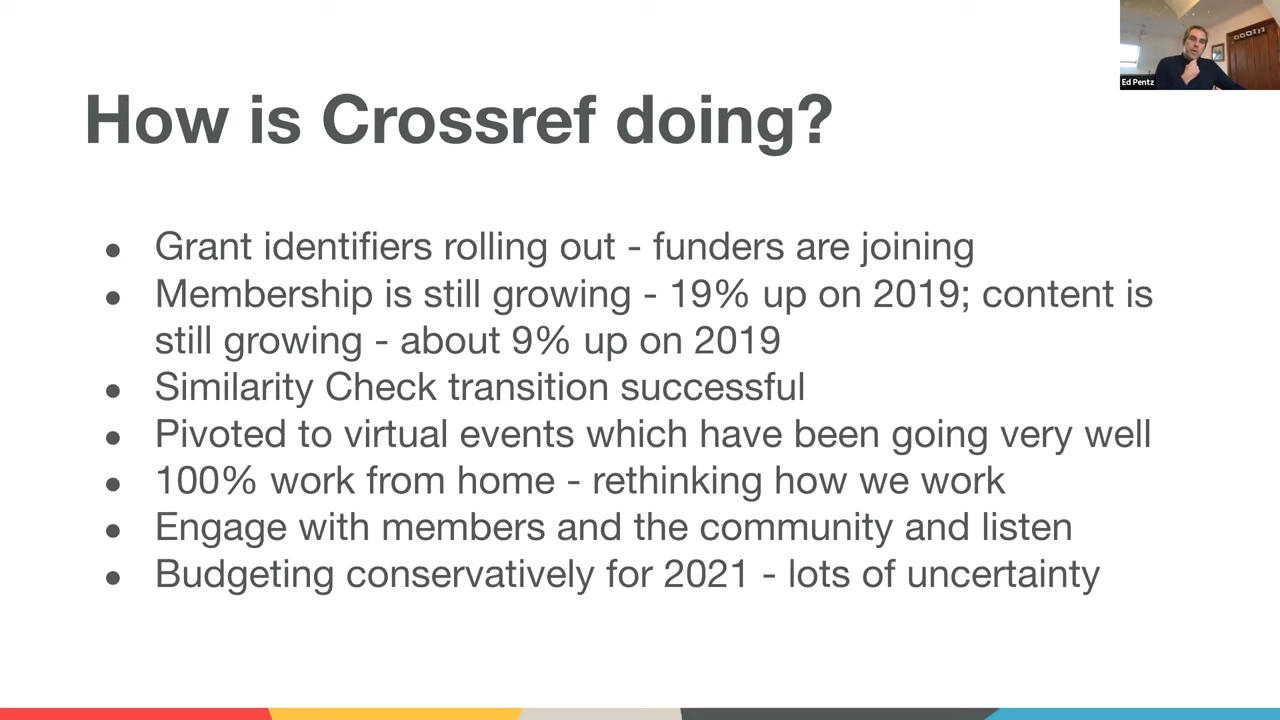 Ed Pentz
How is Crossref doing?
● Grant identifiers rolling out - funders are joining
● Membership is still growing - 19% up on 2019; content is
still growing - about 9% up on 2019
● Similarity Check transition successful
● Pivoted to virtual events which have been going very well
● 100% work from home - rethinking how we work
● Engage with members and the community and listen
● Budgeting conservatively for 2021 - lots of uncertainty